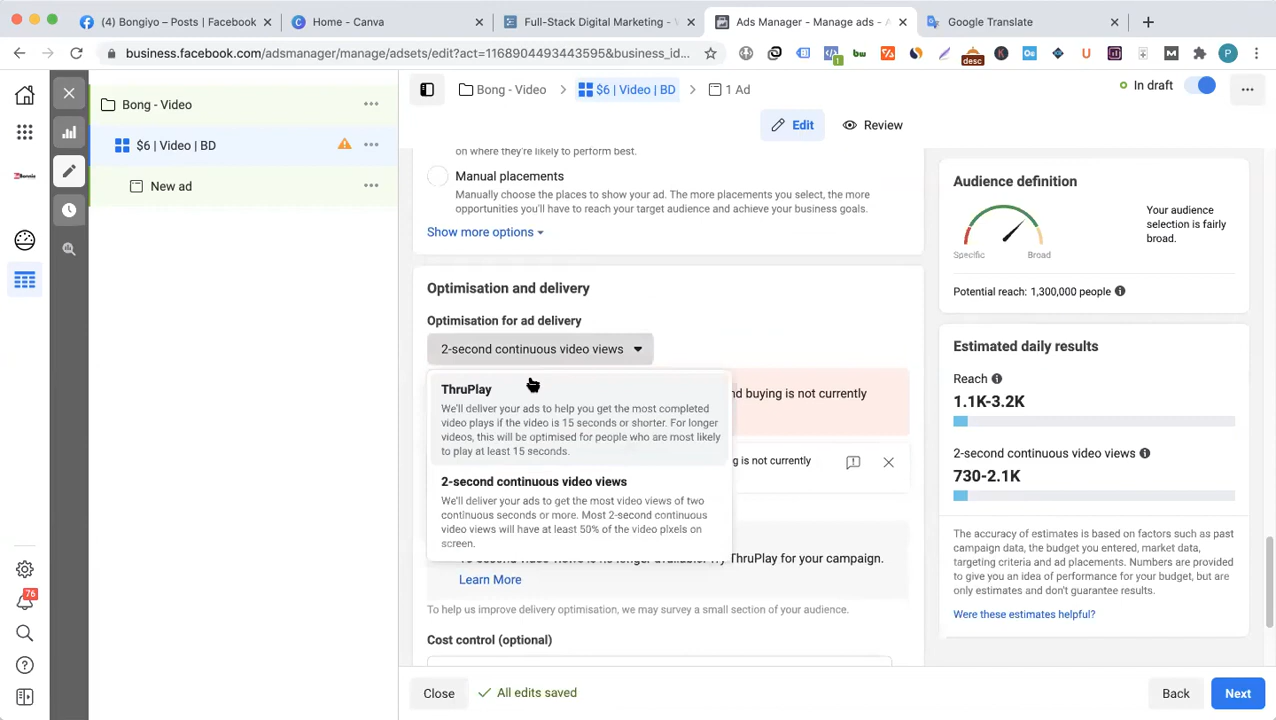 (4) Bongiyo – Posts | Facebook
Home - Canva
Full-Stack Digital Marketing - W
Ads Manager - Manage ads - A
Google Translate
business.facebook.com/adsmanager/manage/adsets/edit?act=1168904493443595&business_id...
Bong - Video
$6 | Video | BD
New ad
Bong - Video
$6 | Video | BD
1 Ad
In draft
Edit
Review
on where they're likely to perform best.
Manual placements
Manually choose the places to show your ad. The more placements you select, the more
opportunities you'll have to reach your target audience and achieve your business goals.
Show more options
Optimisation and delivery
Optimisation for ad delivery
2-second continuous video views
ThruPlay
We'll deliver your ads to help you get the most completed
video plays if the video is 15 seconds or shorter. For longer
videos, this will be optimised for people who are most likely
to play at least 15 seconds.
2-second continuous video views
We'll deliver your ads to get the most video views of two
continuous seconds or more. Most 2-second continuous
video views will have at least 50% of the video pixels on
screen.
nd buying is not currently
g is not currently
ThruPlay for your campaign.
Learn More
To help us improve delivery optimisation, we may survey a small section of your audience.
Cost control (optional)
Close
All edits saved
Back
Next
Audience definition
Specific
Broad
Your audience
selection is fairly
broad.
Potential reach: 1,300,000 people
Estimated daily results
Reach
1.1K-3.2K
2-second continuous video views
730-2.1K
The accuracy of estimates is based on factors such as past
campaign data, the budget you entered, market data,
targeting criteria and ad placements. Numbers are provided
to give you an idea of performance for your budget, but are
only estimates and don't guarantee results.
Were these estimates helpful?
76